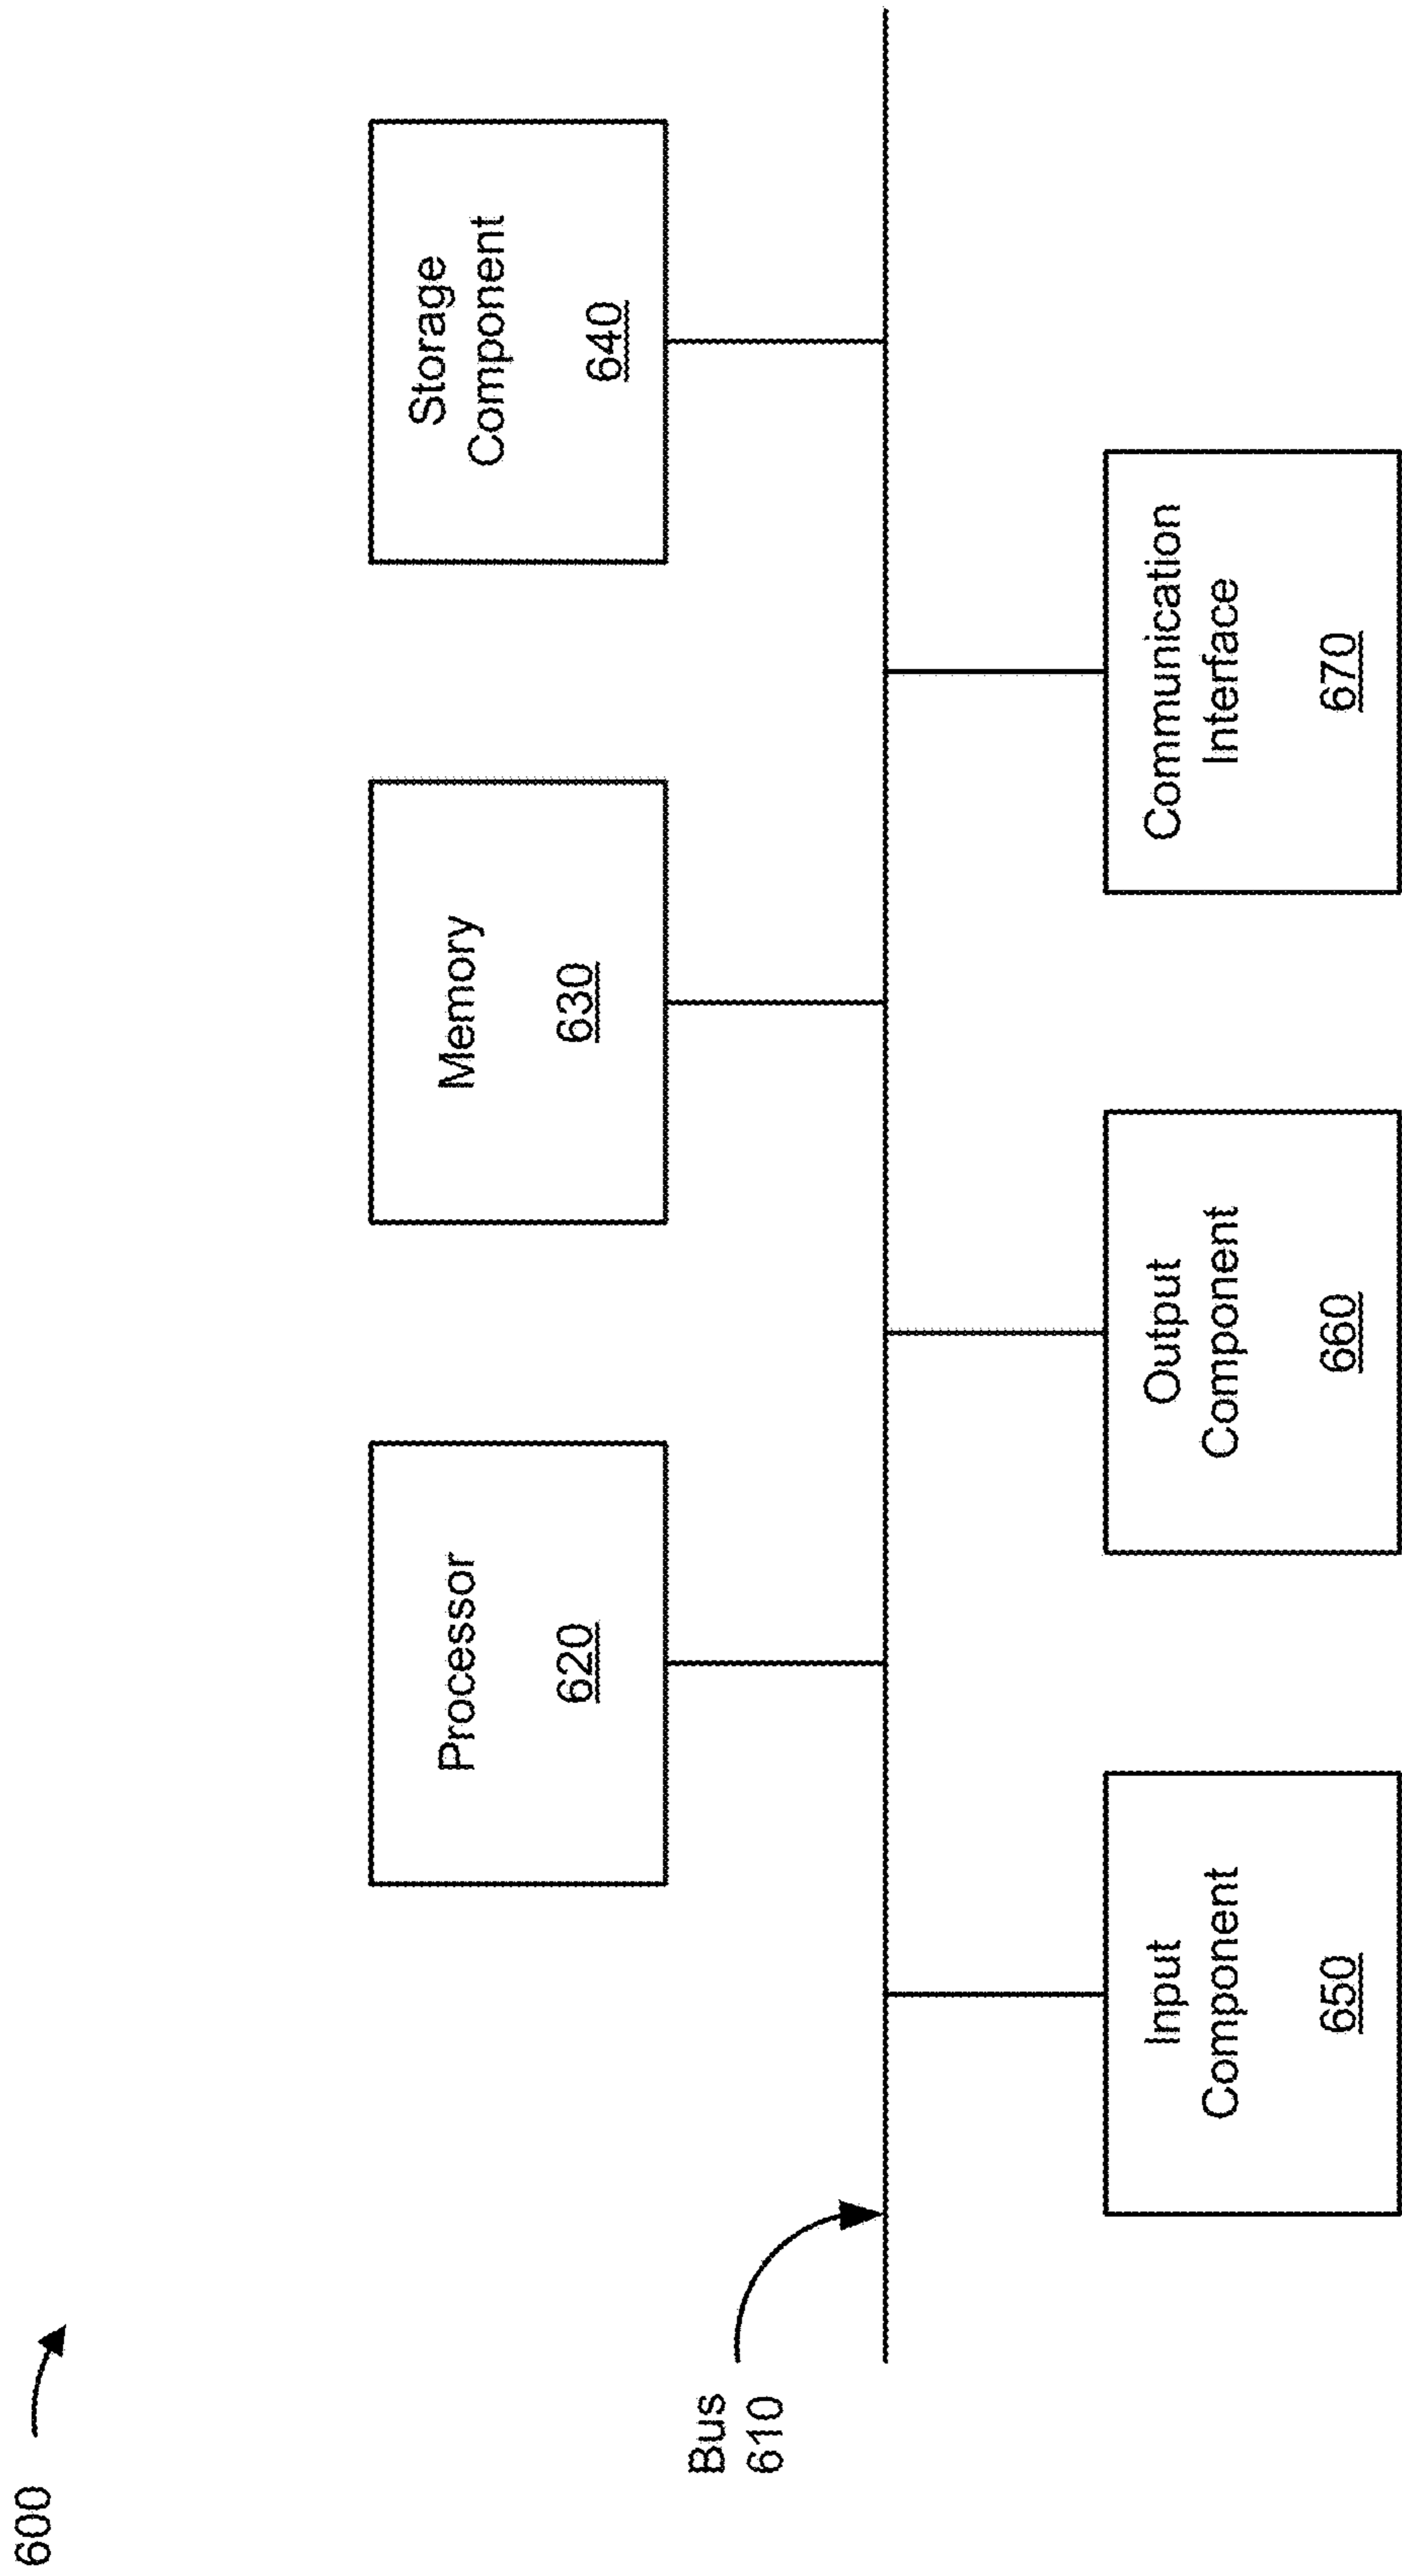 600
Processor
620
Memory
630
Storage
Component
640
Bus
610
Input
Component
650
Output
Component
660
Communication
Interface
670